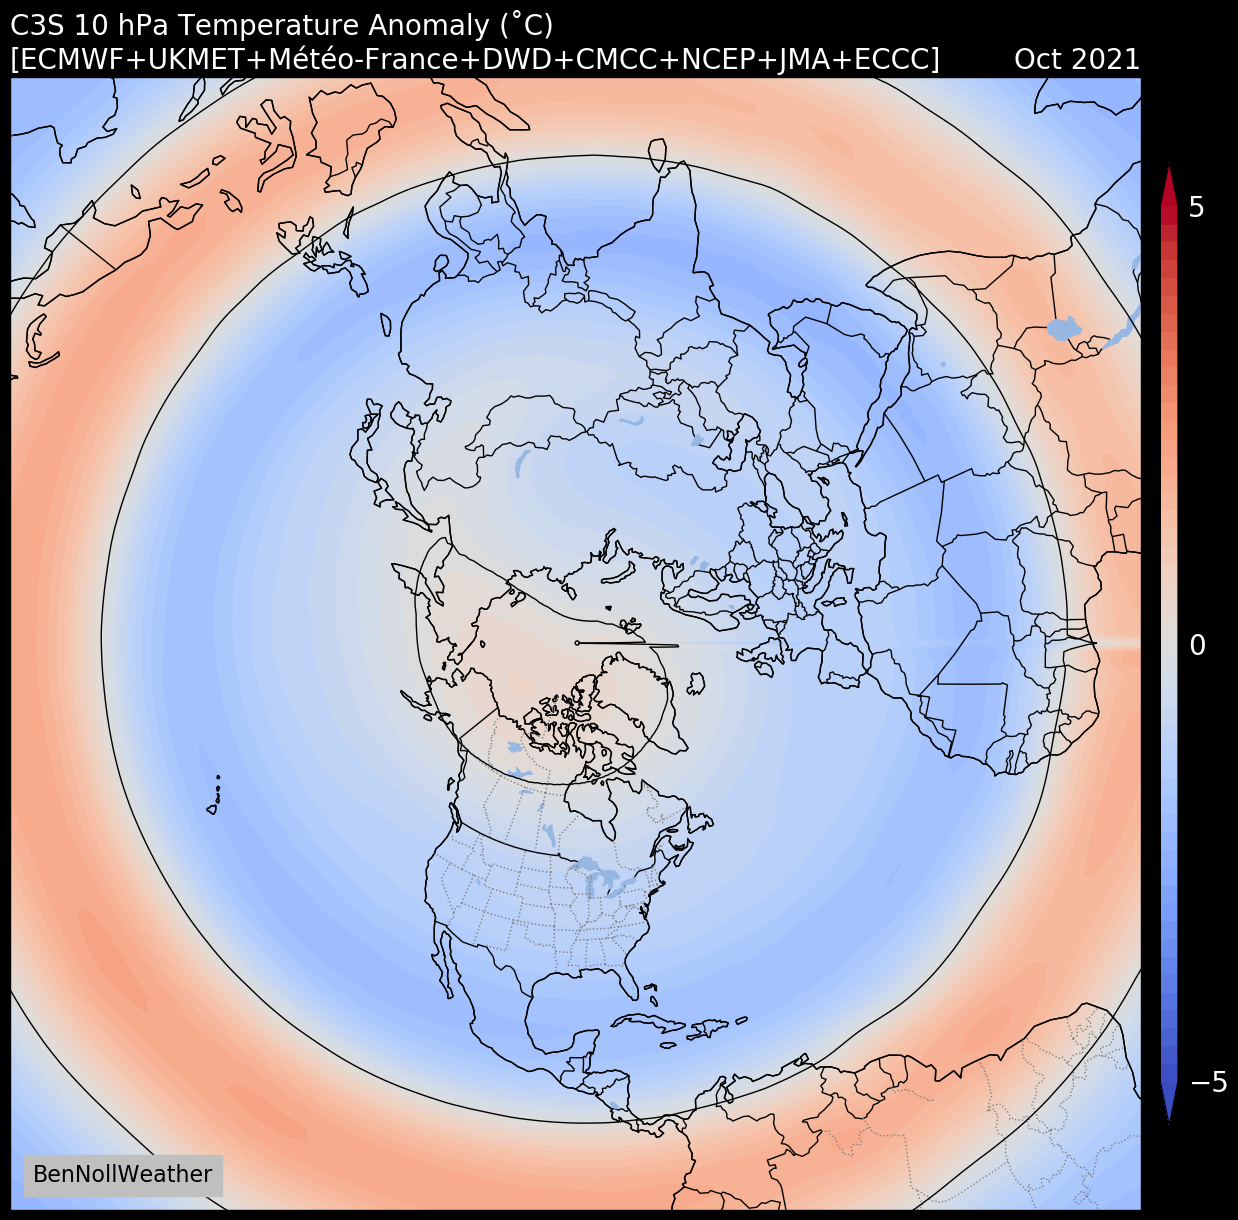 C3S 10 hPa Temperature Anomaly (˚C)
[ECMWF+UKMET+Météo-France+DWD+CMCC+NCEP+JMA+ECCC] Oct 2021
5
0
−5
BenNollWeather